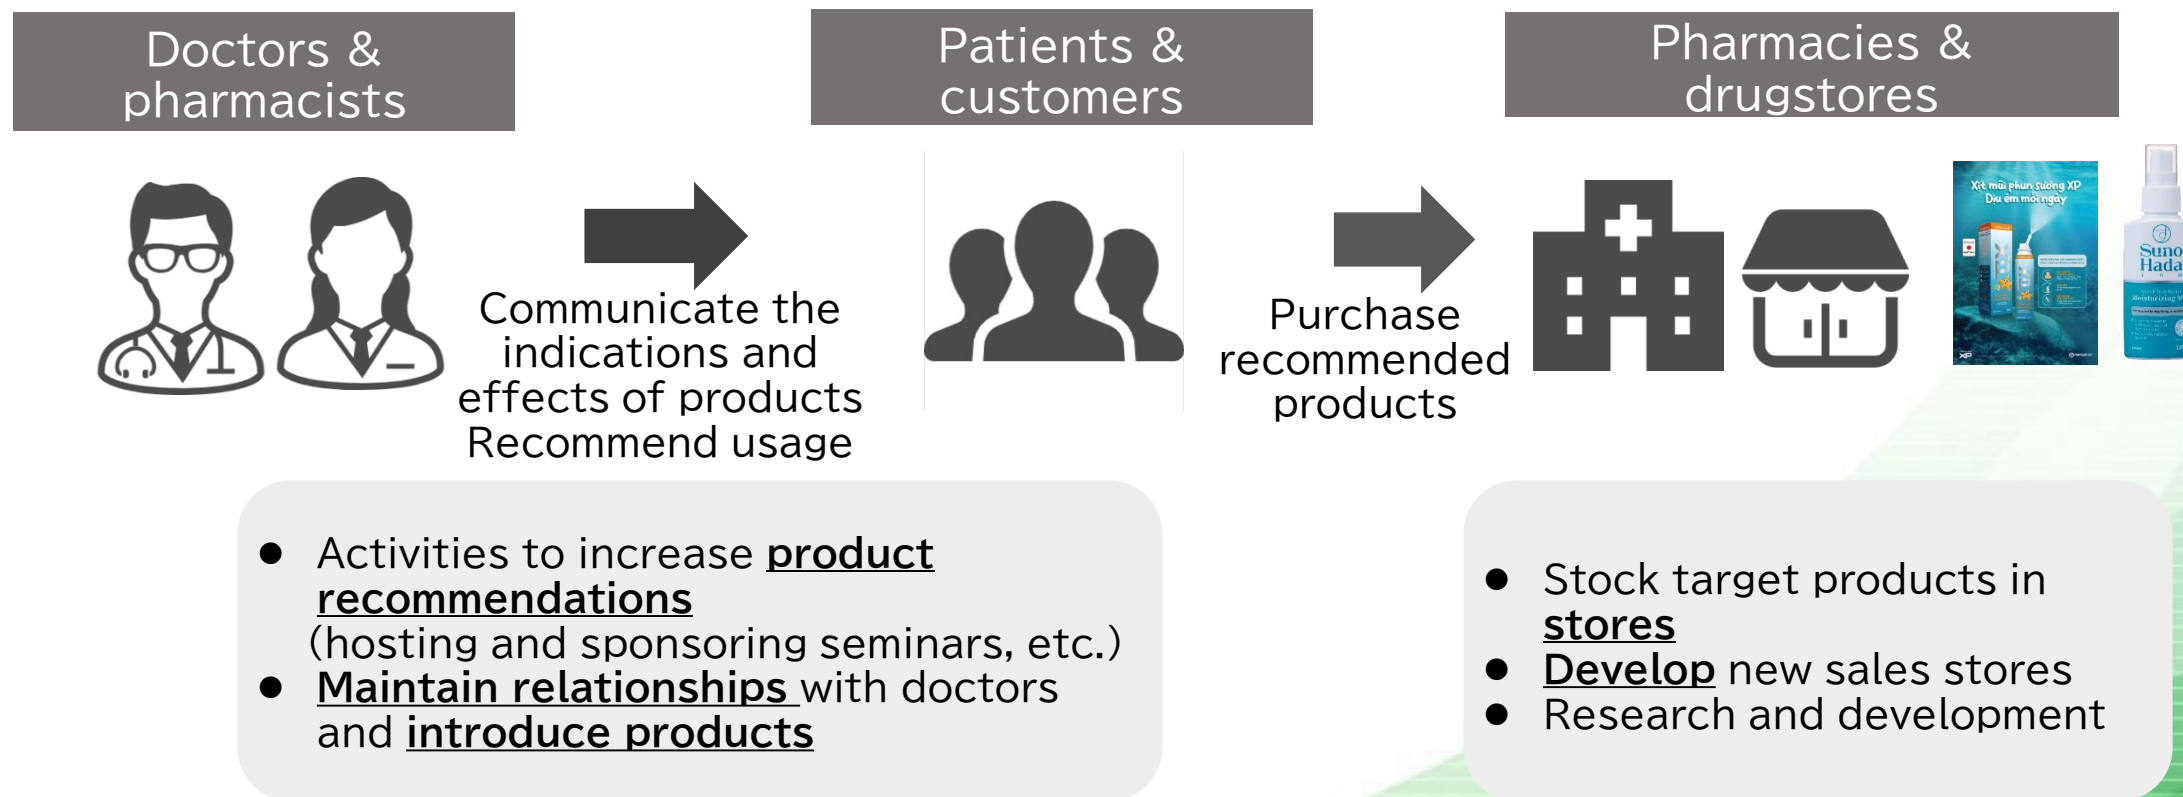 Doctors &
pharmacists
Patients &
customers
Pharmacies &
drugstores
Communicate the
indications and
effects of products
Recommend usage
Purchase
recommended
products
Xịt mũi phun sương XP
Dịu êm mỗi ngày
XP
Suno
Hada
Moisturizing
● Activities to increase product
recommendations
(hosting and sponsoring seminars, etc.)
● Maintain relationships with doctors
and introduce products
● Stock target products in
stores
● Develop new sales stores
● Research and development